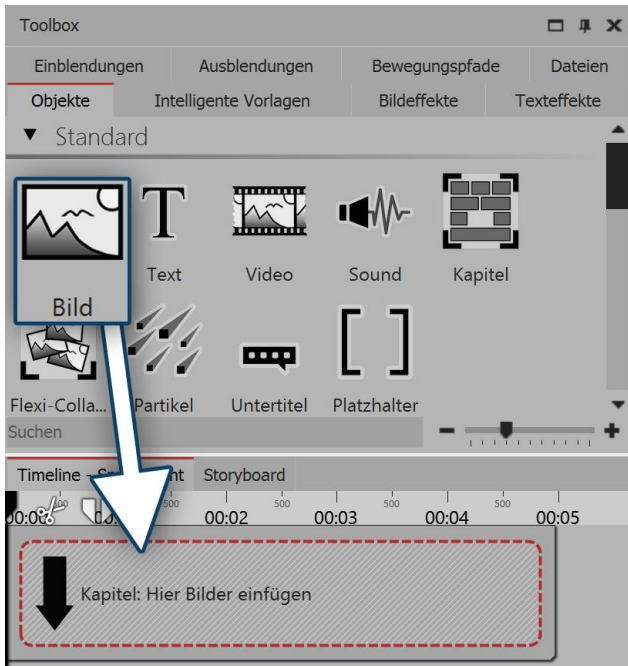 Toolbox
Einblendungen Ausblendungen Bewegungspfade Dateien
Objekte Intelligente Vorlagen Bildeffekte Texteffekte
Standard
Bild Text Video Sound Kapitel
Flexi-Colla... Partikel Untertitel Platzhalter
Suchen
Timeline - Storyboard
500 500 500 500
00:02 00:03 00:04 00:05
Kapitel: Hier Bilder einfügen